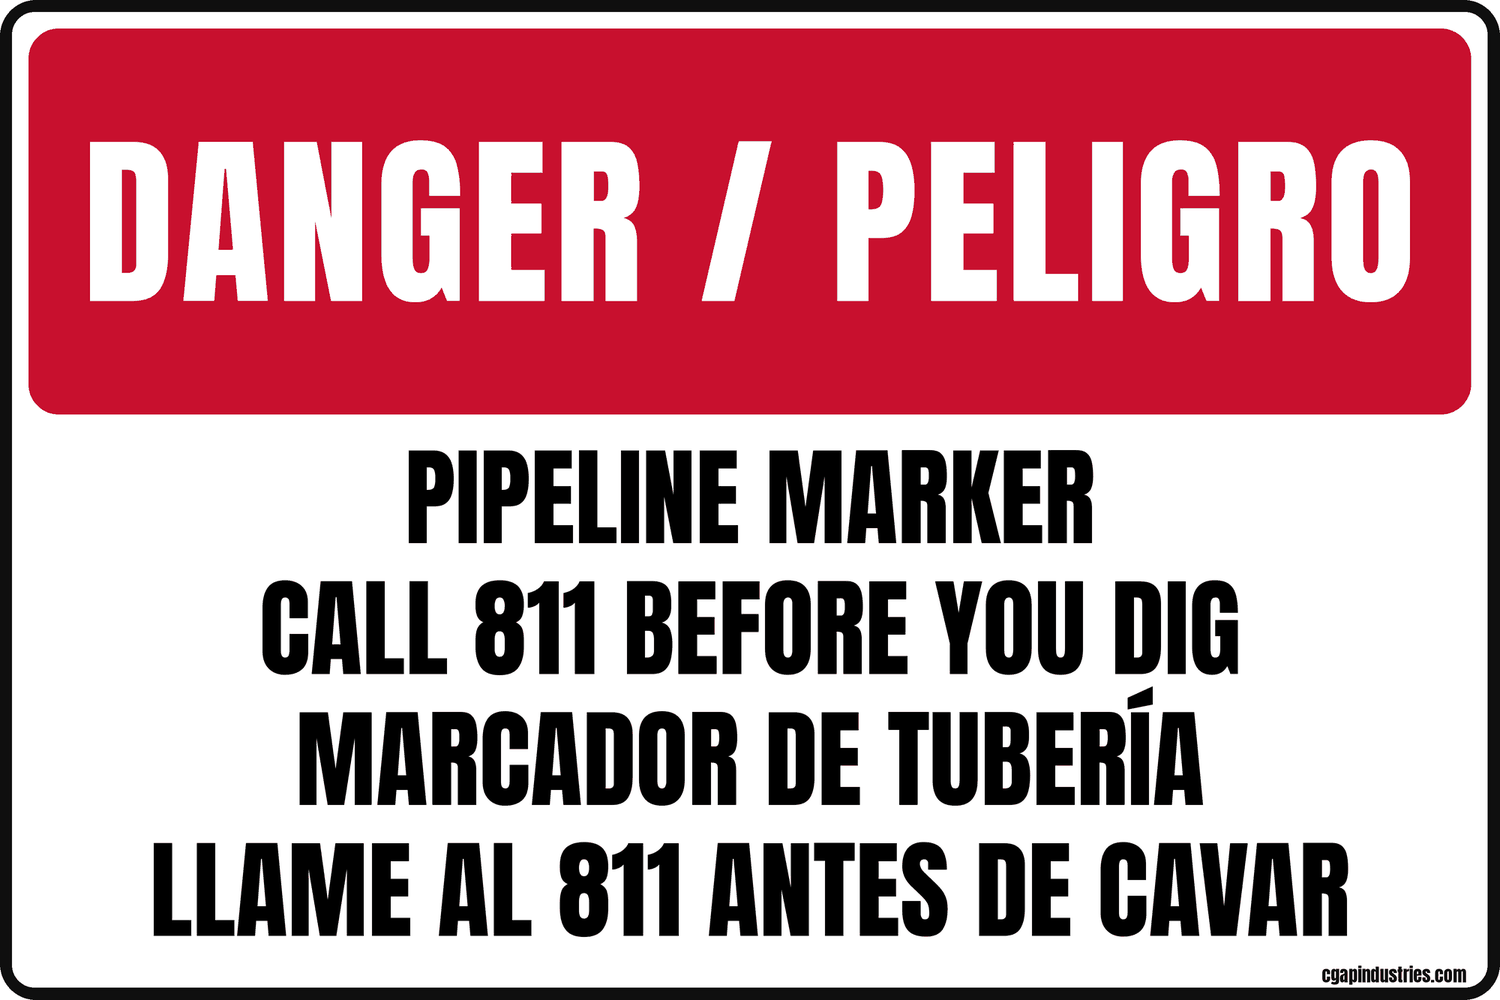 DANGER / PELIGRO
PIPELINE MARKER
CALL 811 BEFORE YOU DIG
MARCADOR DE TUBERÍA
LLAME AL 811 ANTES DE CAVAR
cgapindustries.com